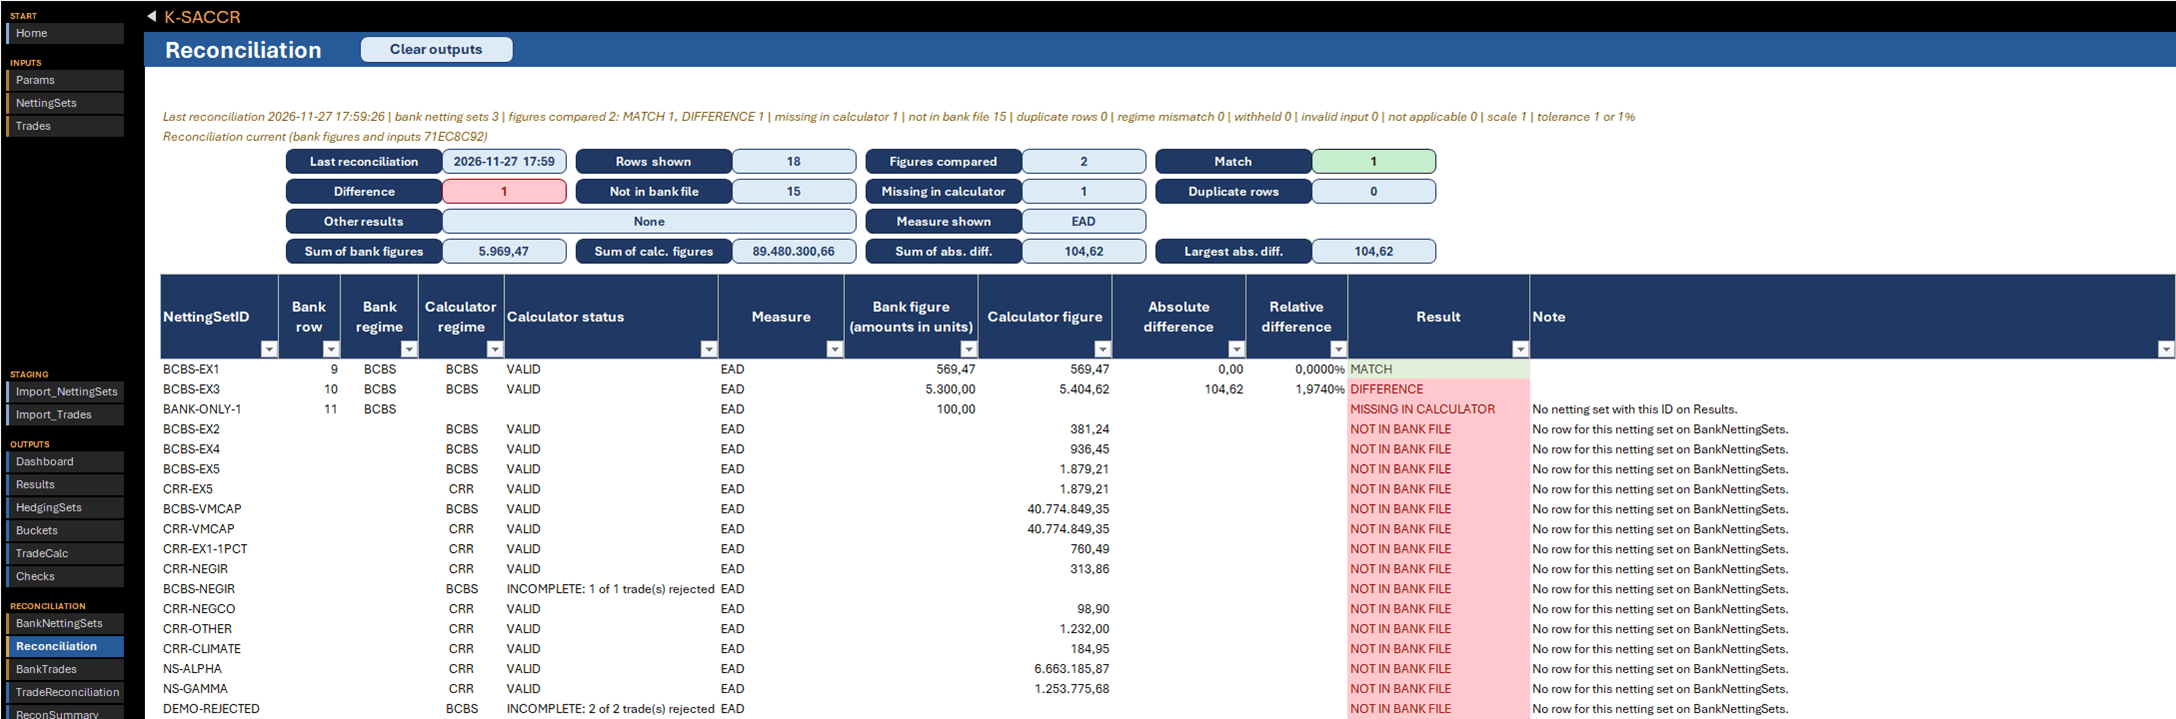 START
Home
INPUTS
Params
NettingSets
Trades
STAGING
Import_NettingSets
Import_Trades
OUTPUTS
Dashboard
Results
HedgingSets
Buckets
TradeCalc
Checks
RECONCILIATION
BankNettingSets
Reconciliation
BankTrades
TradeReconciliation
ReconSummary
K-SACCR
Reconciliation Clear outputs
Last reconciliation 2026-11-27 17:59:26 | bank netting sets 3 | figures compared 2: MATCH 1, DIFFERENCE 1 | missing in calculator 1 | not in bank file 15 | duplicate rows 0 | regime mismatch 0 | withheld 0 | invalid input 0 | not applicable 0 | scale 1 | tolerance 1 or 1%
Reconciliation current (bank figures and inputs 71EC8C92)
Last reconciliation 2026-11-27 17:59 Rows shown 18 Figures compared 2 Match 1
Difference 1 Not in bank file 15 Missing in calculator 1 Duplicate rows 0
Other results None Measure shown EAD
Sum of bank figures 5.969,47 Sum of calc. figures 89.480.300,66 Sum of abs. diff. 104,62 Largest abs. diff. 104,62
NettingSetID Bank row Bank regime Calculator regime Calculator status Measure Bank figure (amounts in units) Calculator figure Absolute difference Relative difference Result Note
BCBS-EX1 9 BCBS BCBS VALID EAD 569,47 569,47 0,00 0,0000% MATCH
BCBS-EX3 10 BCBS BCBS VALID EAD 5.300,00 5.404,62 104,62 1,9740% DIFFERENCE
BANK-ONLY-1 11 BCBS EAD 100,00 MISSING IN CALCULATOR No netting set with this ID on Results.
BCBS-EX2 BCBS VALID EAD 381,24 NOT IN BANK FILE No row for this netting set on BankNettingSets.
BCBS-EX4 BCBS VALID EAD 936,45 NOT IN BANK FILE No row for this netting set on BankNettingSets.
BCBS-EX5 BCBS VALID EAD 1.879,21 NOT IN BANK FILE No row for this netting set on BankNettingSets.
CRR-EX5 CRR VALID EAD 1.879,21 NOT IN BANK FILE No row for this netting set on BankNettingSets.
BCBS-VMCAP BCBS VALID EAD 40.774.849,35 NOT IN BANK FILE No row for this netting set on BankNettingSets.
CRR-VMCAP CRR VALID EAD 40.774.849,35 NOT IN BANK FILE No row for this netting set on BankNettingSets.
CRR-EX1-1PCT CRR VALID EAD 760,49 NOT IN BANK FILE No row for this netting set on BankNettingSets.
CRR-NEGIR CRR VALID EAD 313,86 NOT IN BANK FILE No row for this netting set on BankNettingSets.
BCBS-NEGIR BCBS INCOMPLETE: 1 of 1 trade(s) rejected EAD NOT IN BANK FILE No row for this netting set on BankNettingSets.
CRR-NEGCO CRR VALID EAD 98,90 NOT IN BANK FILE No row for this netting set on BankNettingSets.
CRR-OTHER CRR VALID EAD 1.232,00 NOT IN BANK FILE No row for this netting set on BankNettingSets.
CRR-CLIMATE CRR VALID EAD 184,95 NOT IN BANK FILE No row for this netting set on BankNettingSets.
NS-ALPHA CRR VALID EAD 6.663.185,87 NOT IN BANK FILE No row for this netting set on BankNettingSets.
NS-GAMMA CRR VALID EAD 1.253.775,68 NOT IN BANK FILE No row for this netting set on BankNettingSets.
DEMO-REJECTED BCBS INCOMPLETE: 2 of 2 trade(s) rejected EAD NOT IN BANK FILE No row for this netting set on BankNettingSets.